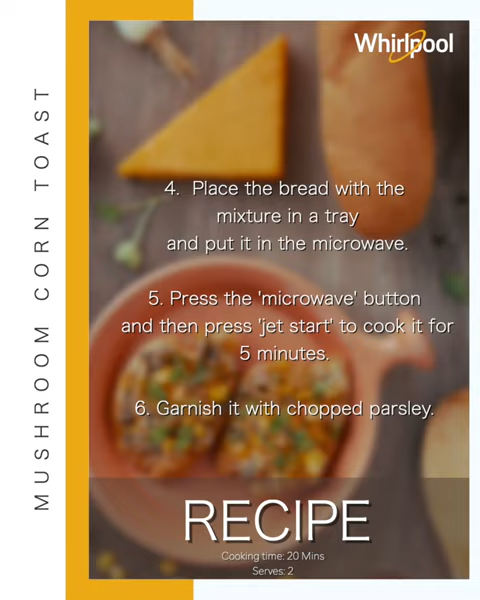 Whirlpool
MUSHROOM CORN TOAST
4. Place the bread with the
mixture in a tray
and put it in the microwave.
5. Press the 'microwave' button
and then press 'jet start' to cook it for
5 minutes.
6. Garnish it with chopped parsley.
RECIPE
Cooking time: 20 Mins
Serves: 2